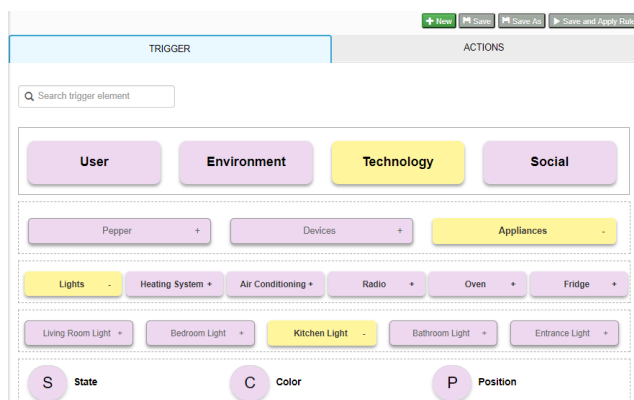 + New Save Save As Save and Apply Rule
TRIGGER ACTIONS
Search trigger element
User Environment Technology Social
Pepper + Devices + Appliances -
Lights - Heating System + Air Conditioning + Radio + Oven + Fridge +
Living Room Light + Bedroom Light + Kitchen Light - Bathroom Light + Entrance Light +
S State C Color P Position